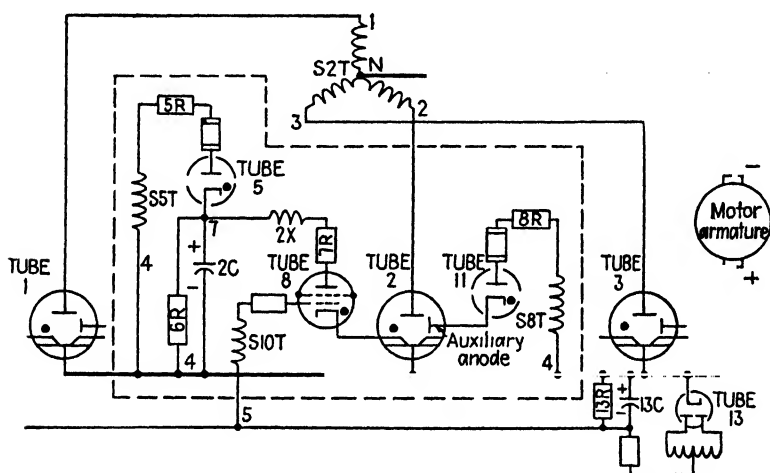 1
S2T
N
3
2
5R
TUBE
5
S5T
7
2X
7R
8R
4
+
2C
-
TUBE
1
6R
TUBE
8
TUBE
2
TUBE
11
S8T
TUBE
3
-
Motor
armature
+
S10T
Auxiliary
anode
4
4
5
13R
+
13C
-
TUBE
13